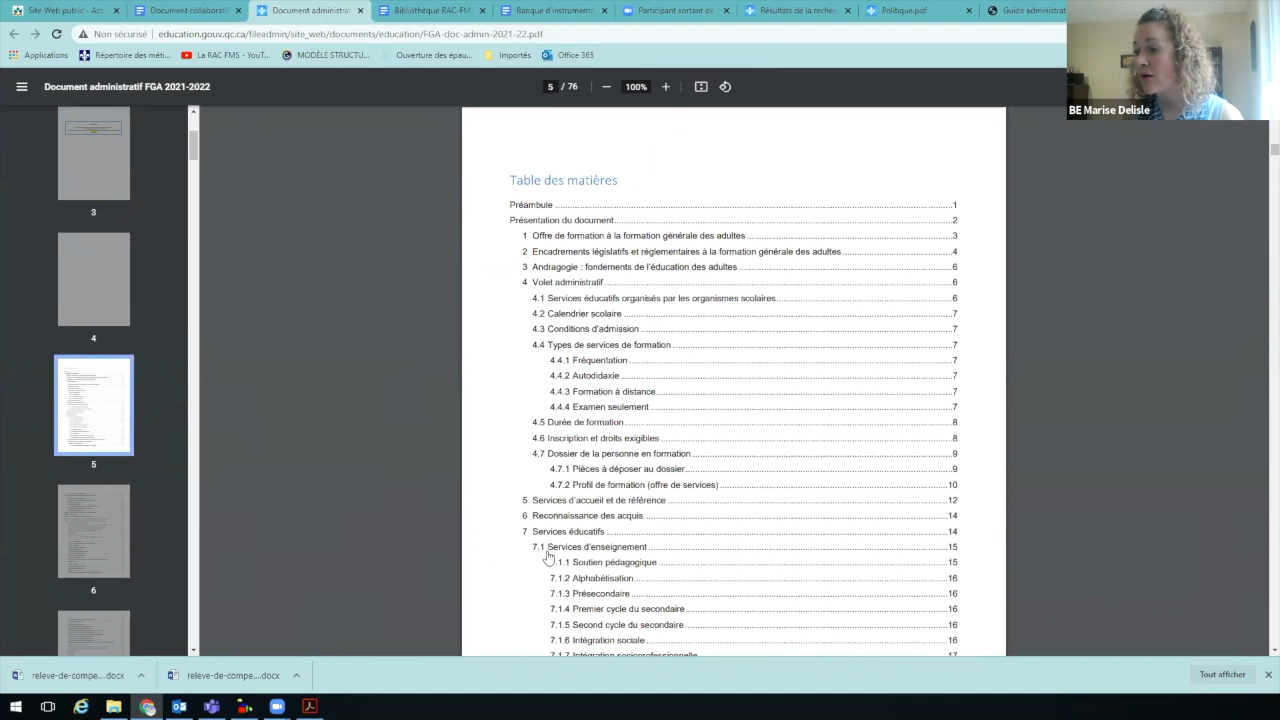 Site Web public - Ac
Document collaborati
Document administrat
Bibliothèque RAC-FMS
Banque d'instrument
Participant sortant de
Résultats de la reche
Politique.pdf
Guide administrat
Non sécurisé education.gouv.qc.ca/fileadmin/site_web/documents/education/FGA-doc-admin-2021-22.pdf
Applications
Répertoire des méti...
La RAC FMS - YouTu...
MODÈLE STRUCTU...
Ouverture des épau...
Importés
Office 365
Document administratif FGA 2021-2022
5 / 76
100%
BE Marise Delisle
3
4
5
6
Table des matières
Préambule 1
Présentation du document 2
1 Offre de formation à la formation générale des adultes 3
2 Encadrements législatifs et réglementaires à la formation générale des adultes 4
3 Andragogie : fondements de l'éducation des adultes 6
4 Volet administratif 6
4.1 Services éducatifs organisés par les organismes scolaires 6
4.2 Calendrier scolaire 7
4.3 Conditions d'admission 7
4.4 Types de services de formation 7
4.4.1 Fréquentation 7
4.4.2 Autodidaxie 7
4.4.3 Formation à distance 7
4.4.4 Examen seulement 7
4.5 Durée de formation 8
4.6 Inscription et droits exigibles 8
4.7 Dossier de la personne en formation 9
4.7.1 Pièces à déposer au dossier 9
4.7.2 Profil de formation (offre de services) 10
5 Services d'accueil et de référence 12
6 Reconnaissance des acquis 14
7 Services éducatifs 14
7.1 Services d'enseignement 15
.1.1 Soutien pédagogique 15
7.1.2 Alphabétisation 16
7.1.3 Présecondaire 16
7.1.4 Premier cycle du secondaire 16
7.1.5 Second cycle du secondaire 16
7.1.6 Intégration sociale 16
7.1.7 Intégration socioprofessionnelle 17
releve-de-compe....docx
releve-de-compe....docx
Tout afficher